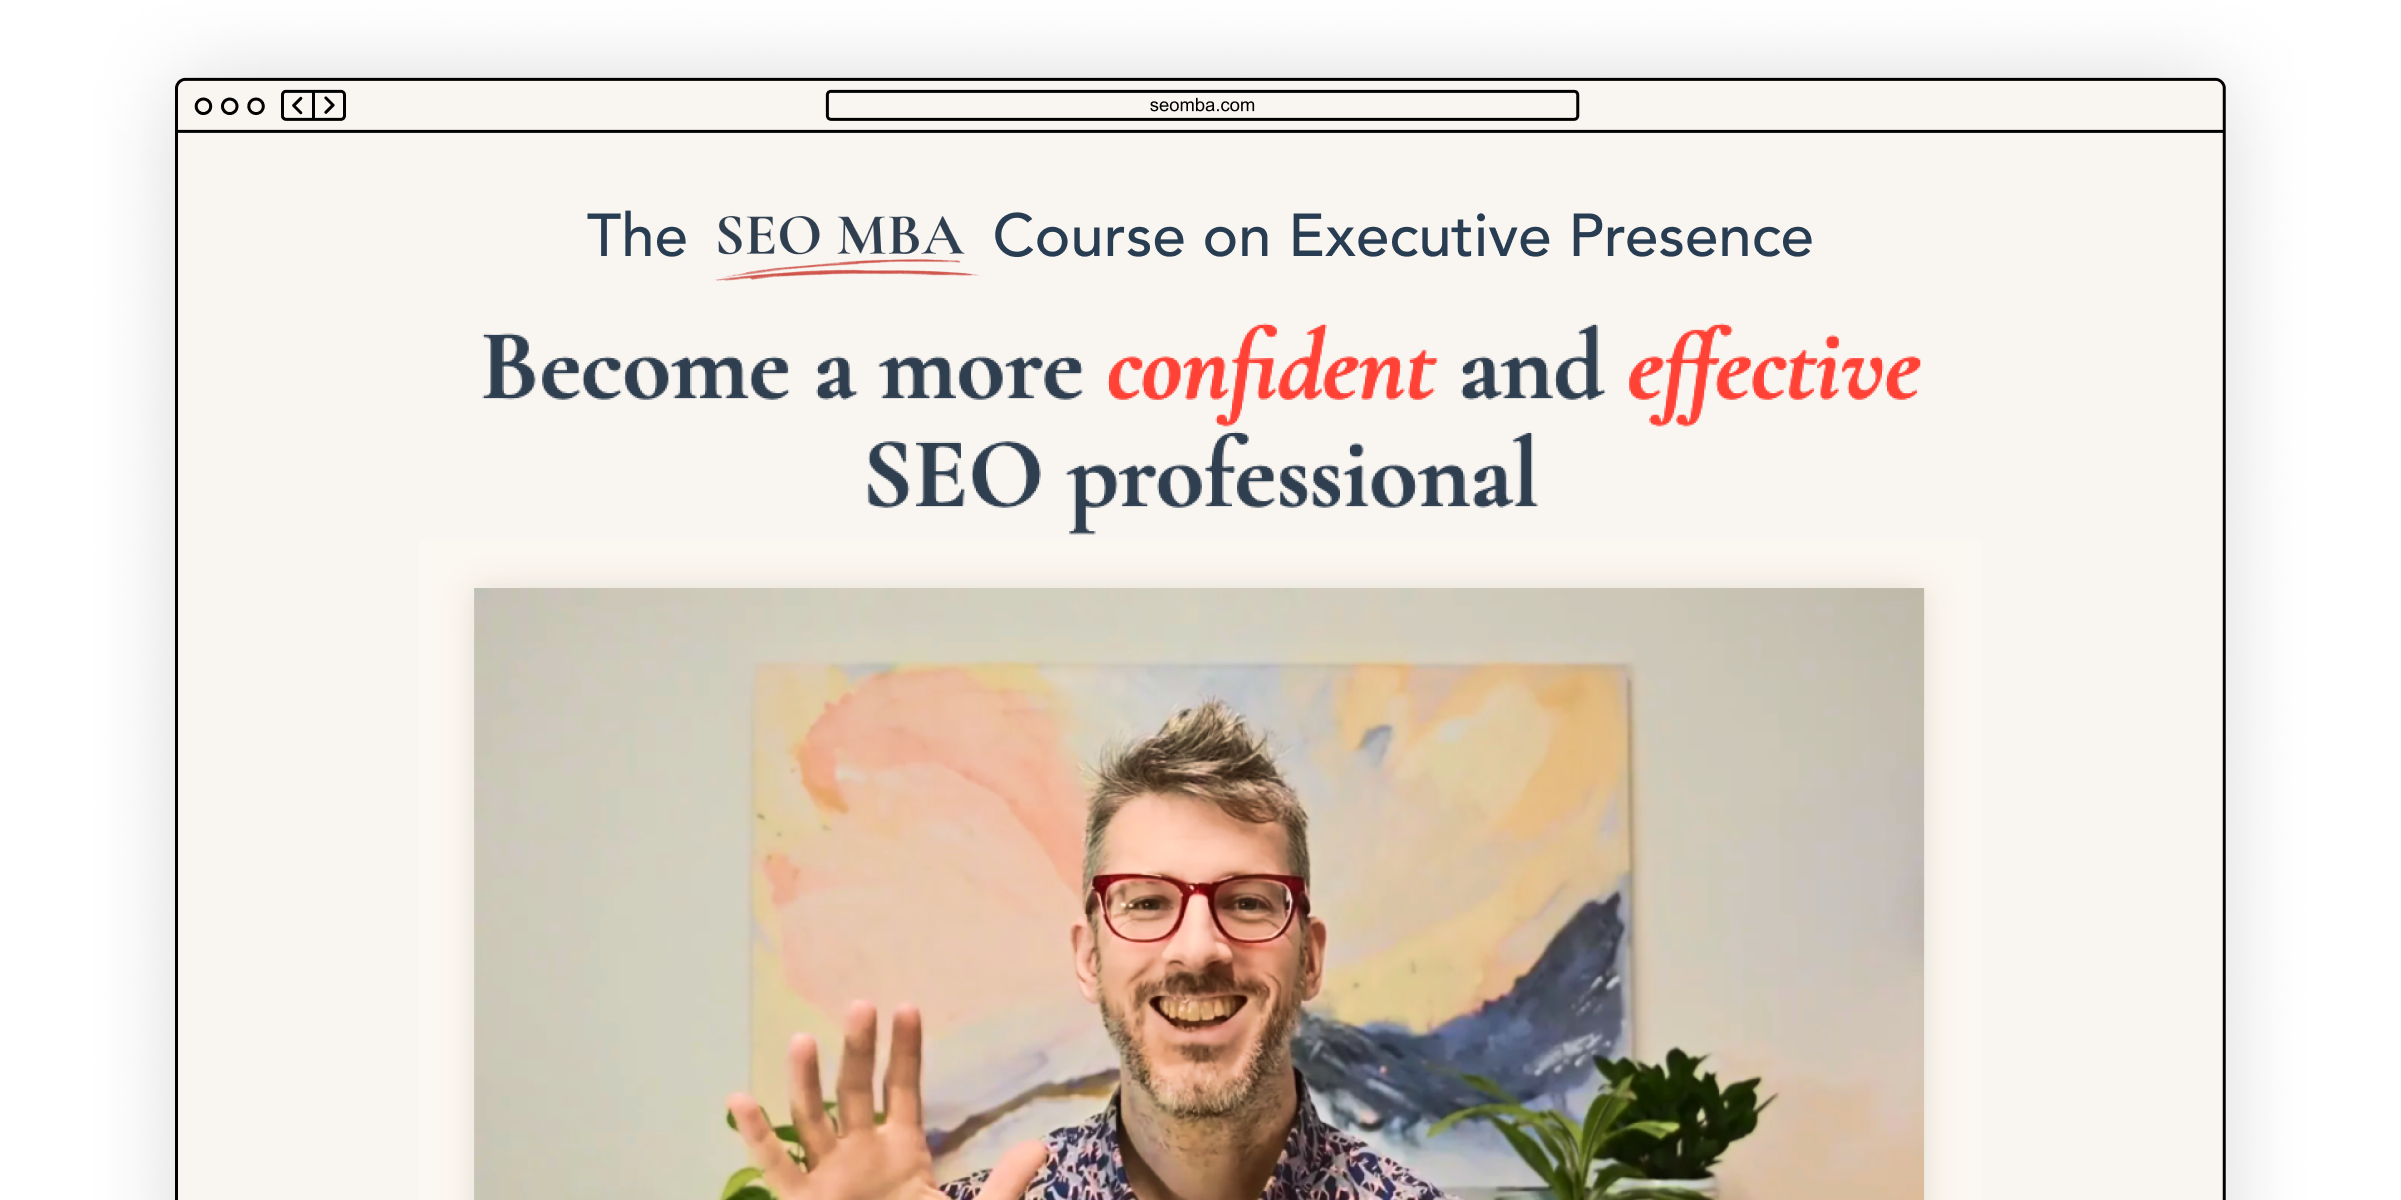 seomba.com
The SEO MBA Course on Executive Presence
Become a more confident and effective
SEO professional